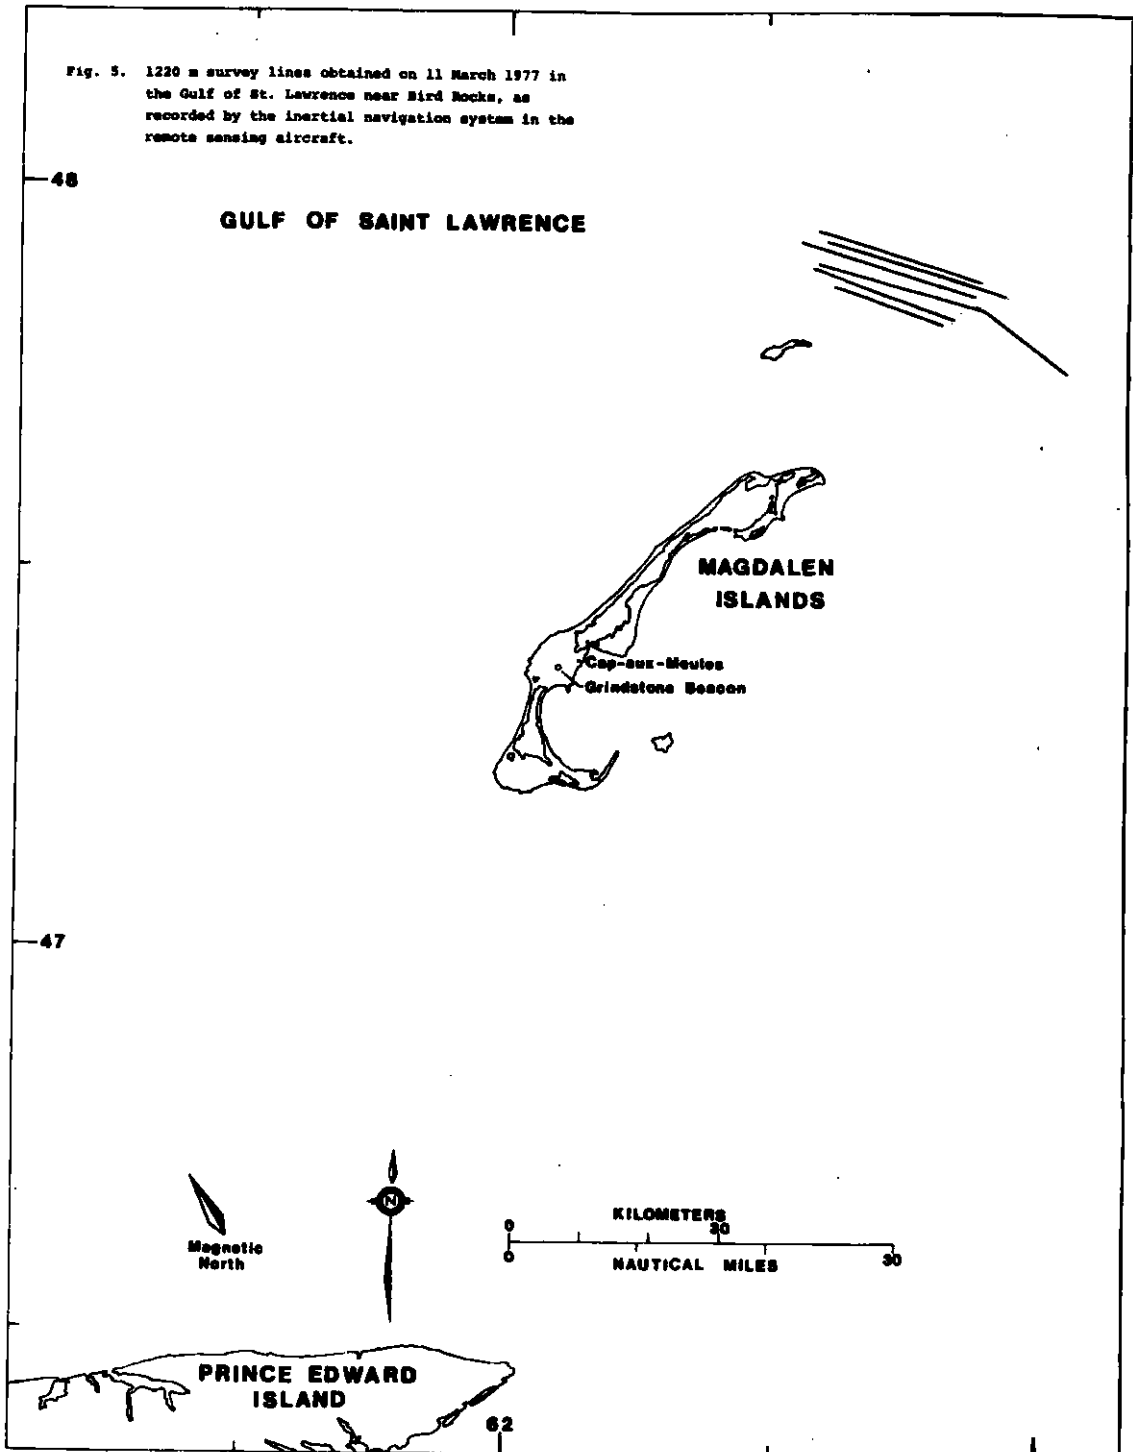 Fig. 5. 1220 m survey lines obtained on 11 March 1977 in
the Gulf of St. Lawrence near Bird Rocks, as
recorded by the inertial navigation system in the
remote sensing aircraft.
48
GULF OF SAINT LAWRENCE
MAGDALEN
ISLANDS
Cap-aux-Meules
Grindstone Beacon
47
N
Magnetic
North
KILOMETERS
0 30
0 30
NAUTICAL MILES
PRINCE EDWARD
ISLAND
62